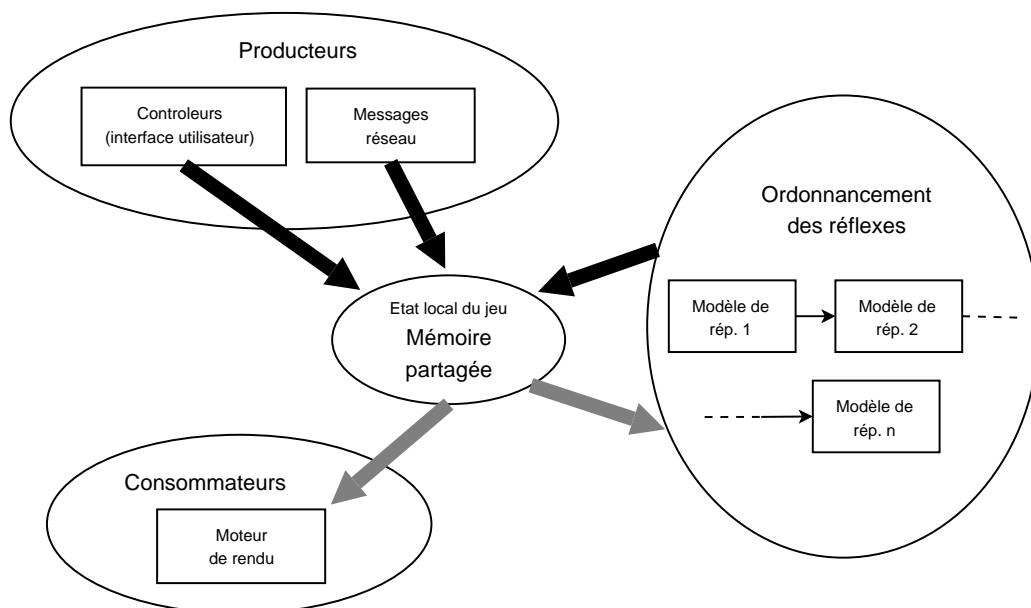 Producteurs
Controleurs
(interface utilisateur)
Messages
réseau
Ordonnancement
des réflexes
Modèle de
rép. 1
Modèle de
rép. 2
Modèle de
rép. n
Etat local du jeu
Mémoire
partagée
Consommateurs
Moteur
de rendu